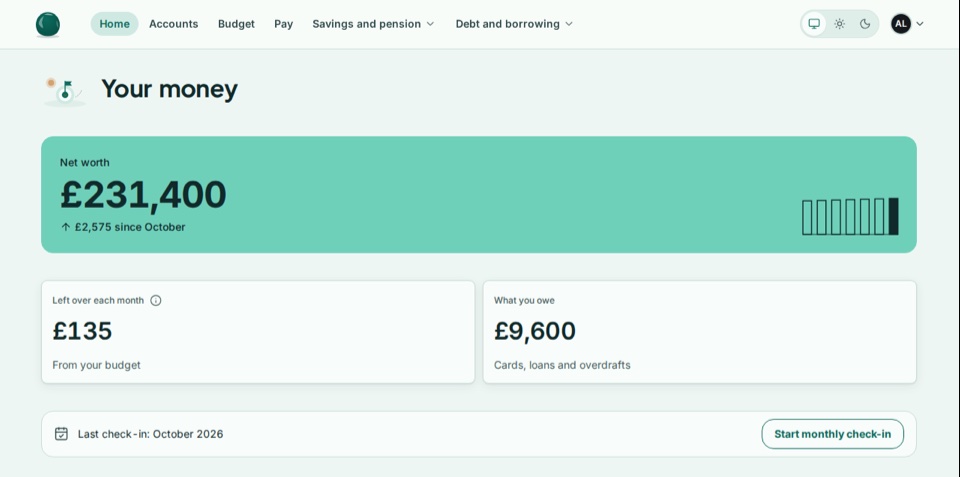 Home Accounts Budget Pay Savings and pension Debt and borrowing AL
Your money
Net worth
£231,400
↑ £2,575 since October
Left over each month
£135
From your budget
What you owe
£9,600
Cards, loans and overdrafts
Last check-in: October 2026
Start monthly check-in